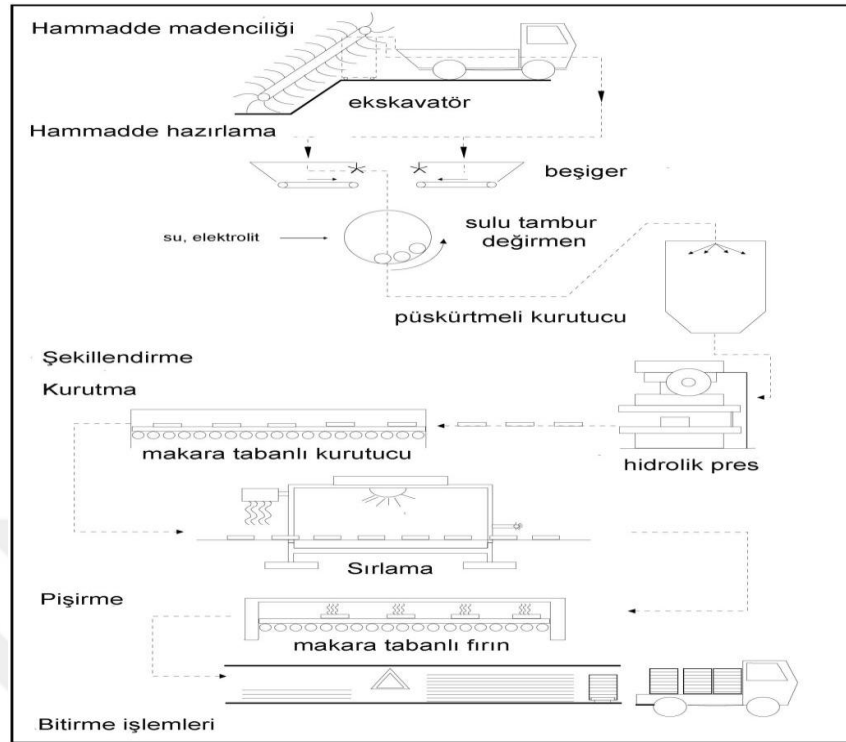 Hammadde madenciliği
ekskavatör
Hammadde hazırlama
beşiger
su, elektrolit
sulu tambur
değirmen
püskürtmeli kurutucu
Şekillendirme
Kurutma
makara tabanlı kurutucu
hidrolik pres
Sırlama
Pişirme
makara tabanlı fırın
Bitirme işlemleri